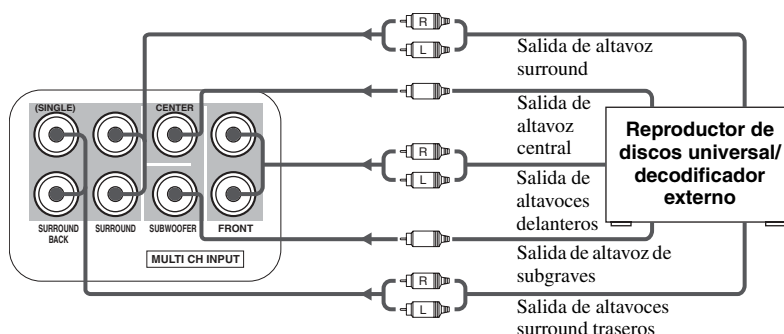 R
L
Salida de altavoz
surround
(SINGLE)
CENTER
Salida de
altavoz
central
Reproductor de
discos universal/
decodificador
externo
R
L
Salida de
altavoces
delanteros
SURROUND
BACK
SURROUND
SUBWOOFER
FRONT
Salida de altavoz de
subgraves
MULTI CH INPUT
R
L
Salida de altavoces
surround traseros